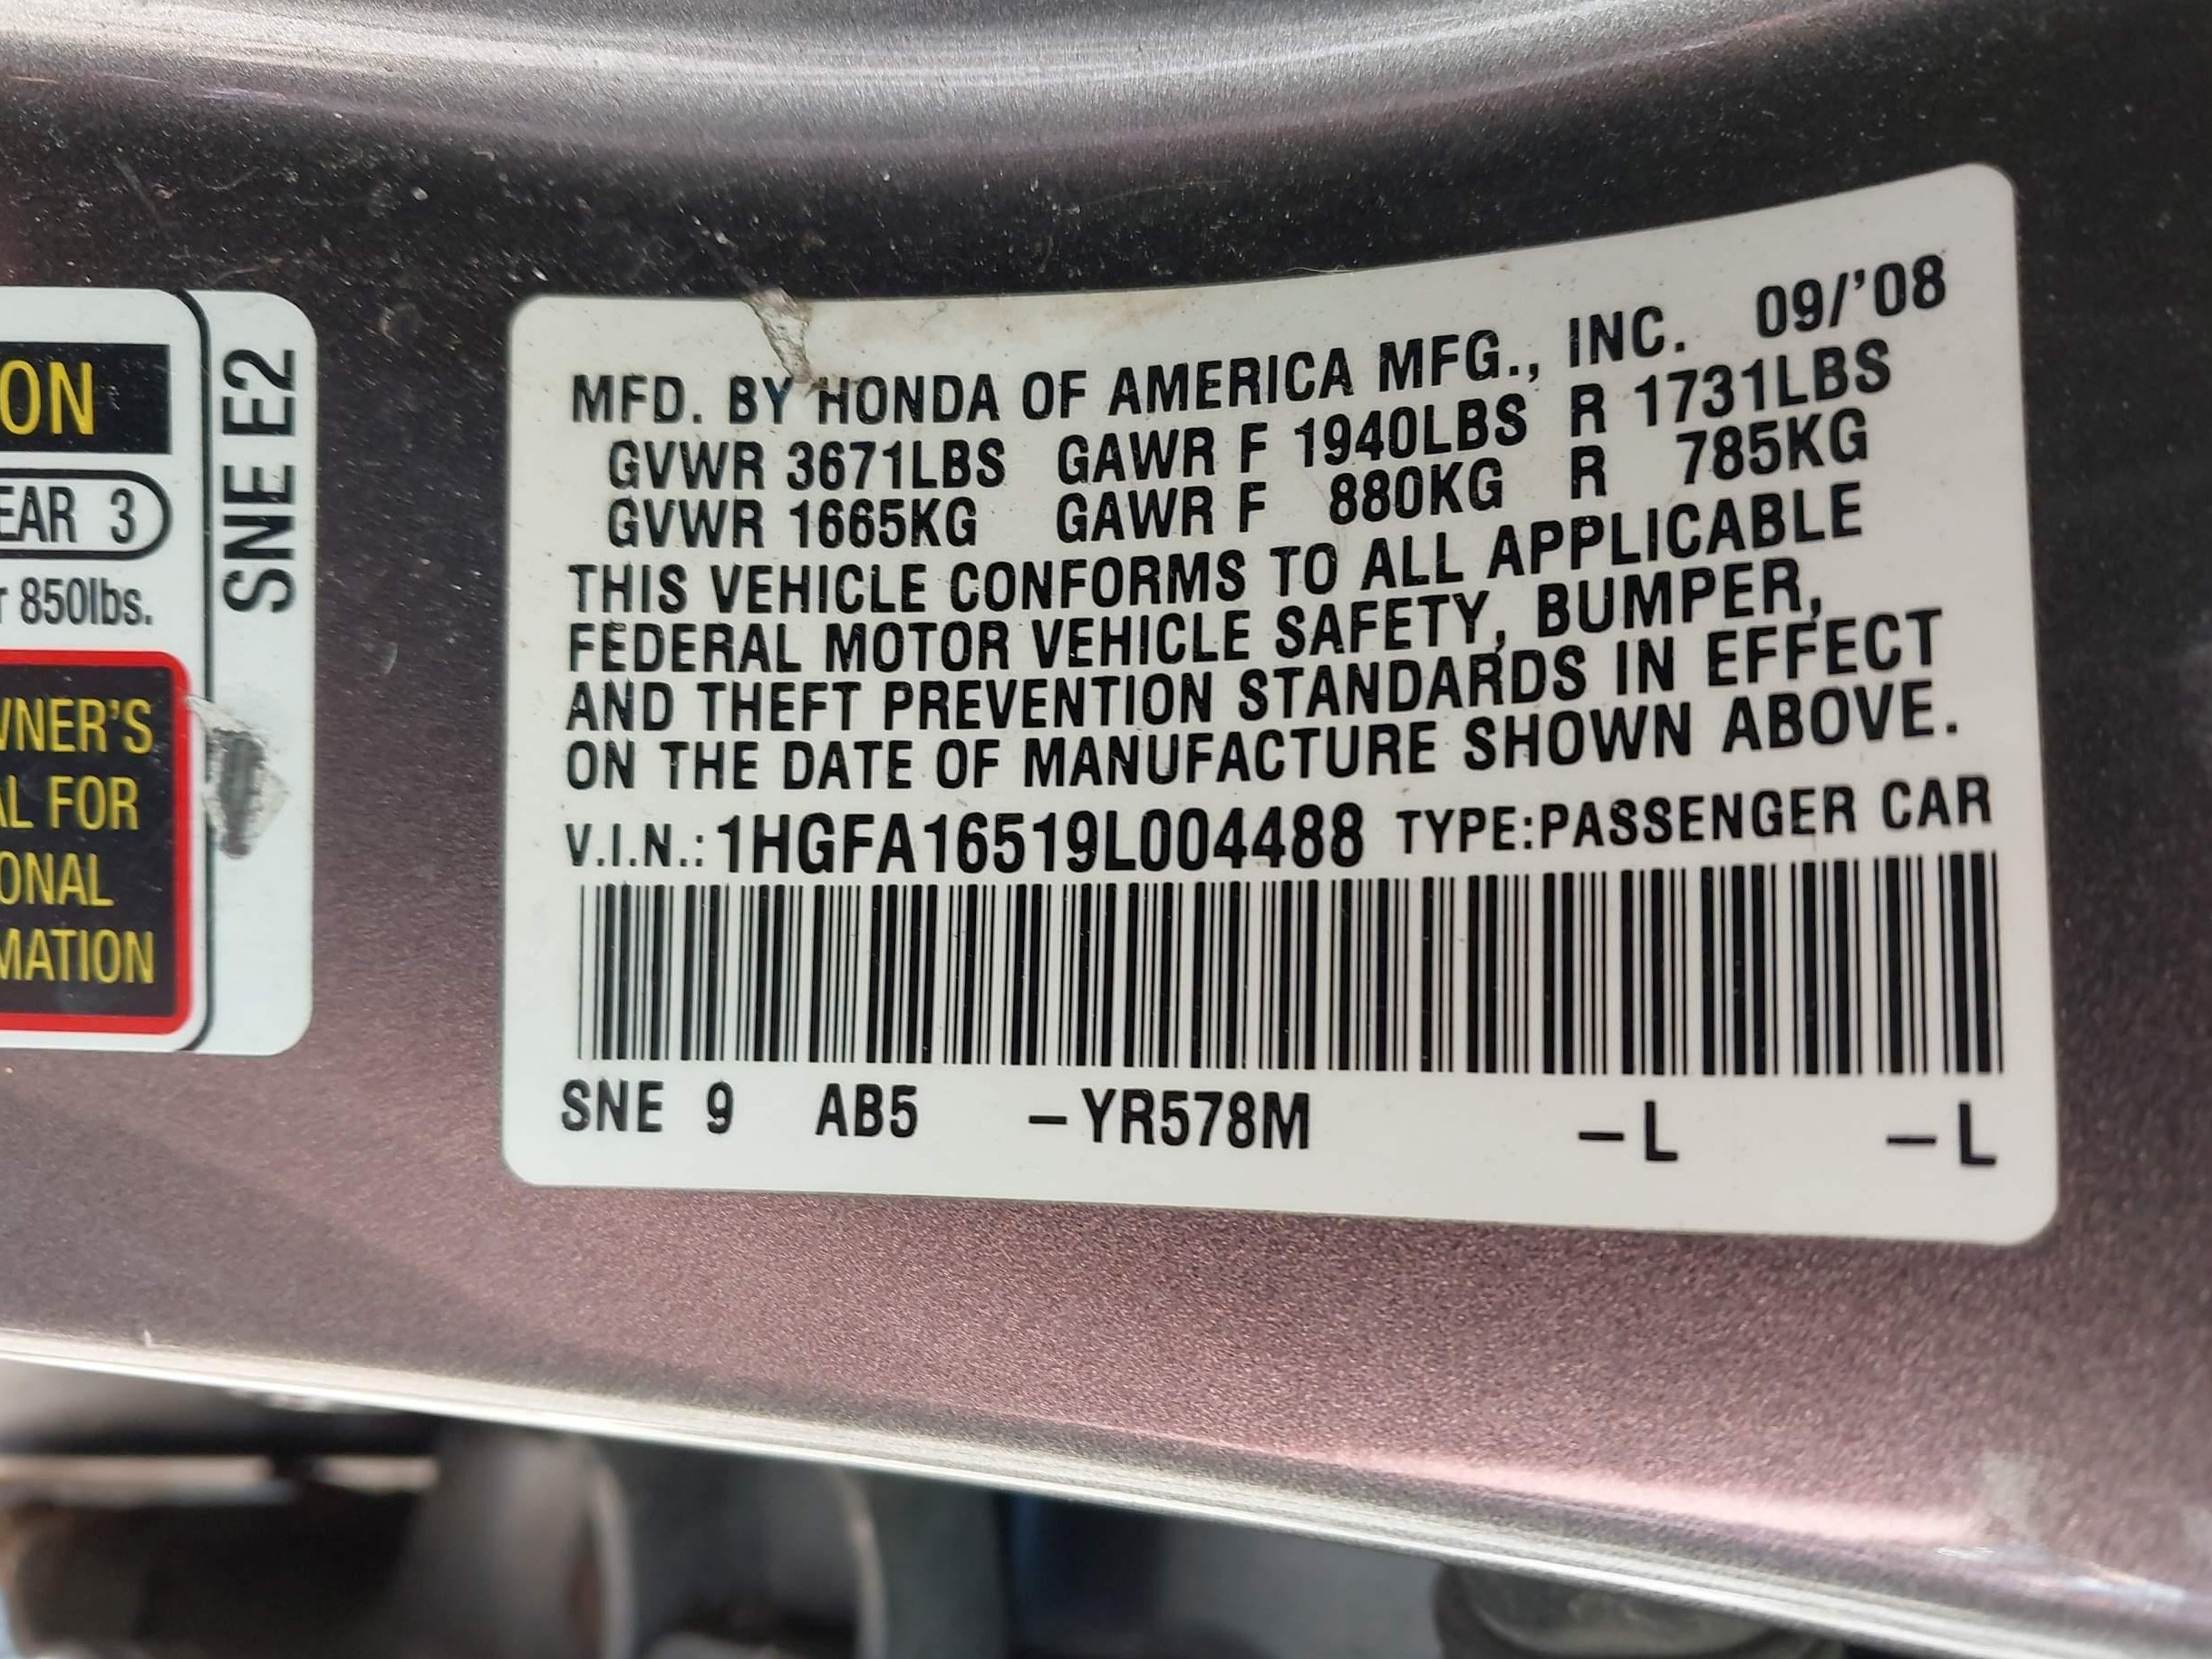 ON
EAR 3
850lbs.
WNER'S
AL FOR
ONAL
MATION
SNE E2
MFD. BY HONDA OF AMERICA MFG., INC. 09/'08
GVWR 3671LBS GAWR F 1940LBS R 1731LBS
GVWR 1665KG GAWR F 880KG R 785KG
THIS VEHICLE CONFORMS TO ALL APPLICABLE
FEDERAL MOTOR VEHICLE SAFETY, BUMPER,
AND THEFT PREVENTION STANDARDS IN EFFECT
ON THE DATE OF MANUFACTURE SHOWN ABOVE.
V.I.N.: 1HGFA16519L004488 TYPE:PASSENGER CAR
SNE 9 AB5 –YR578M –L –L